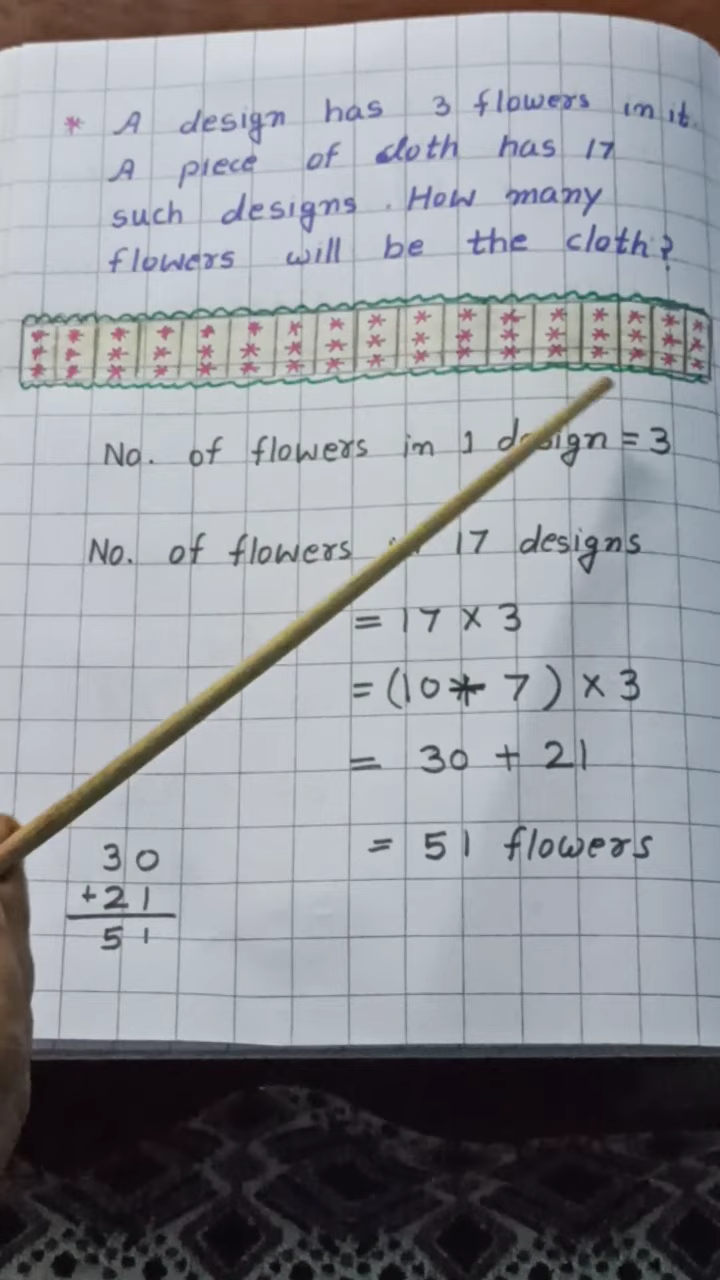 * A design has 3 flowers in it.
A piece of cloth has 17
such designs. How many
flowers will be the cloth?
No. of flowers in 1 design = 3
No. of flowers 17 designs
= 17 × 3
= (10 + 7) × 3
= 30 + 21
= 51 flowers
30
+21
51